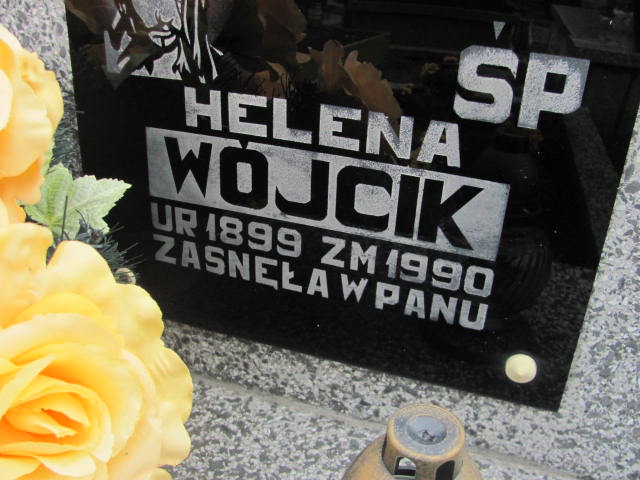 ŚP
HELENA
WÓJCIK
UR 1899 ZM 1990
ZASNĘŁA W PANU